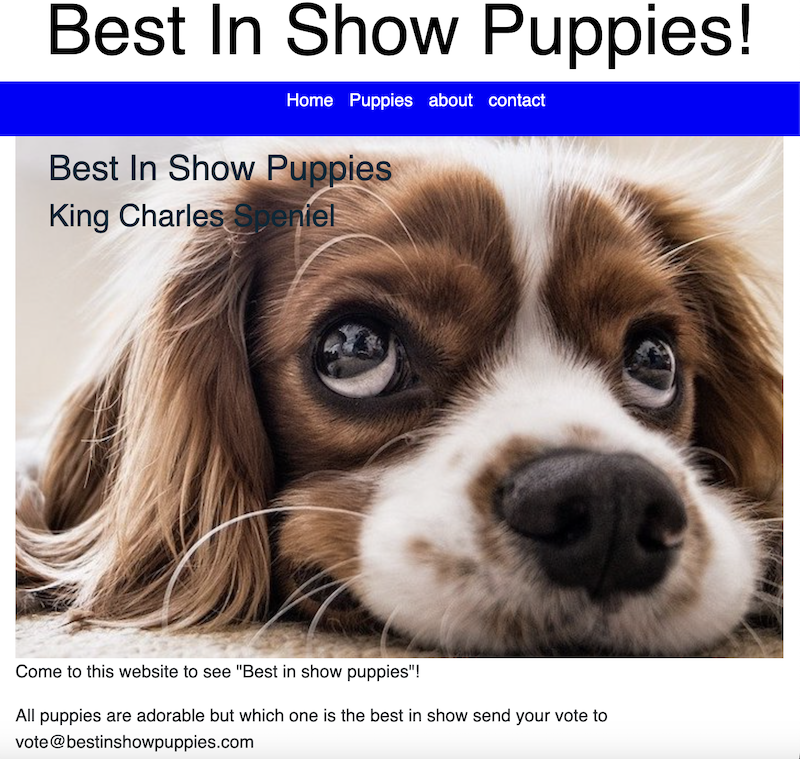 Best In Show Puppies!
Home Puppies about contact
Best In Show Puppies
King Charles Speniel
Come to this website to see "Best in show puppies"!
All puppies are adorable but which one is the best in show send your vote to
vote@bestinshowpuppies.com